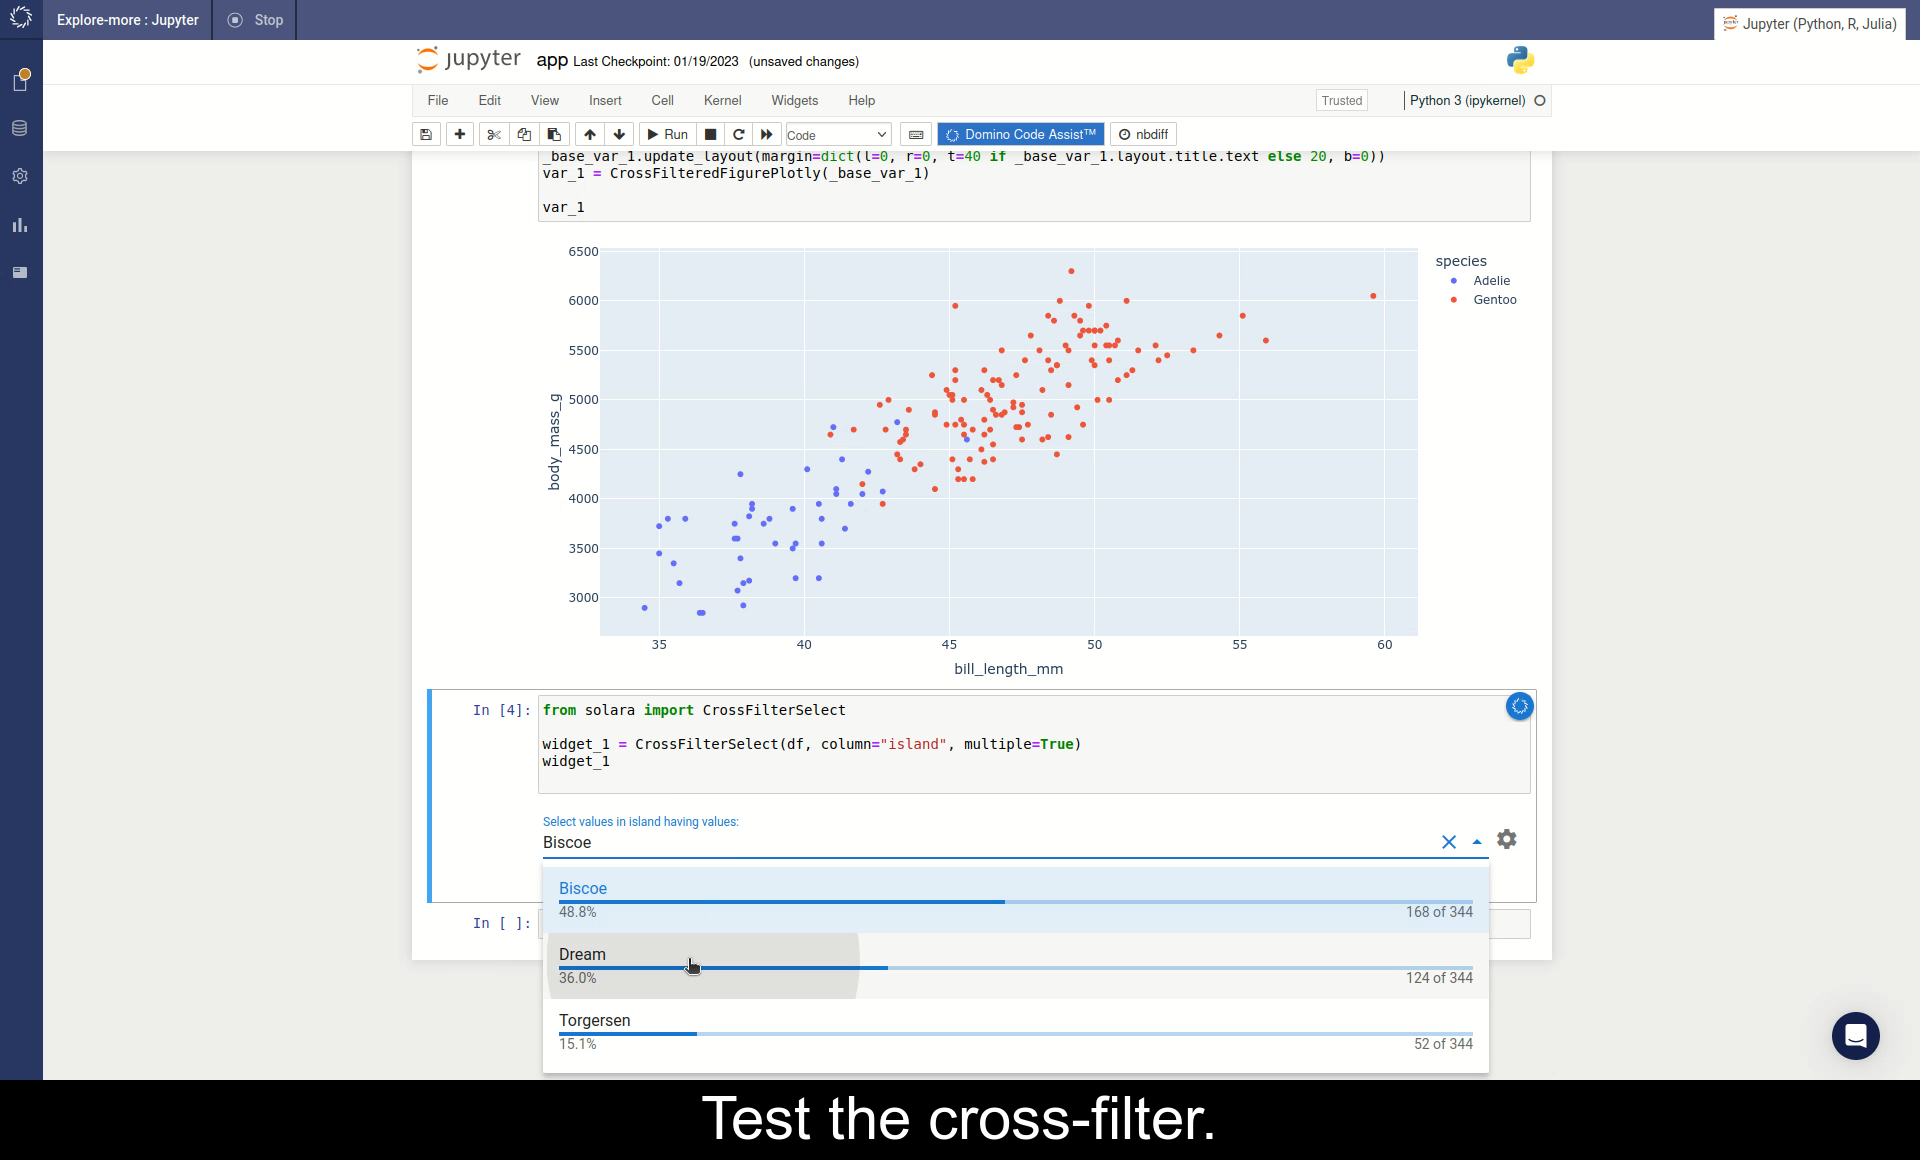 Explore-more : Jupyter
Stop
Jupyter (Python, R, Julia)
jupyter app Last Checkpoint: 01/19/2023 (unsaved changes)
File Edit View Insert Cell Kernel Widgets Help
Trusted
Python 3 (ipykernel)
Run
Code
Domino Code Assist™
nbdiff
_base_var_1.update_layout(margin=dict(l=0, r=0, t=40 if _base_var_1.layout.title.text else 20, b=0))
var_1 = CrossFilteredFigurePlotly(_base_var_1)
var_1
6500
6000
5500
5000
4500
4000
3500
3000
body_mass_g
35 40 45 50 55 60
bill_length_mm
species
Adelie
Gentoo
In [4]:
from solara import CrossFilterSelect
widget_1 = CrossFilterSelect(df, column="island", multiple=True)
widget_1
Select values in island having values:
Biscoe
Biscoe
48.8% 168 of 344
In [ ]:
Dream
36.0% 124 of 344
Torgersen
15.1% 52 of 344
Test the cross-filter.